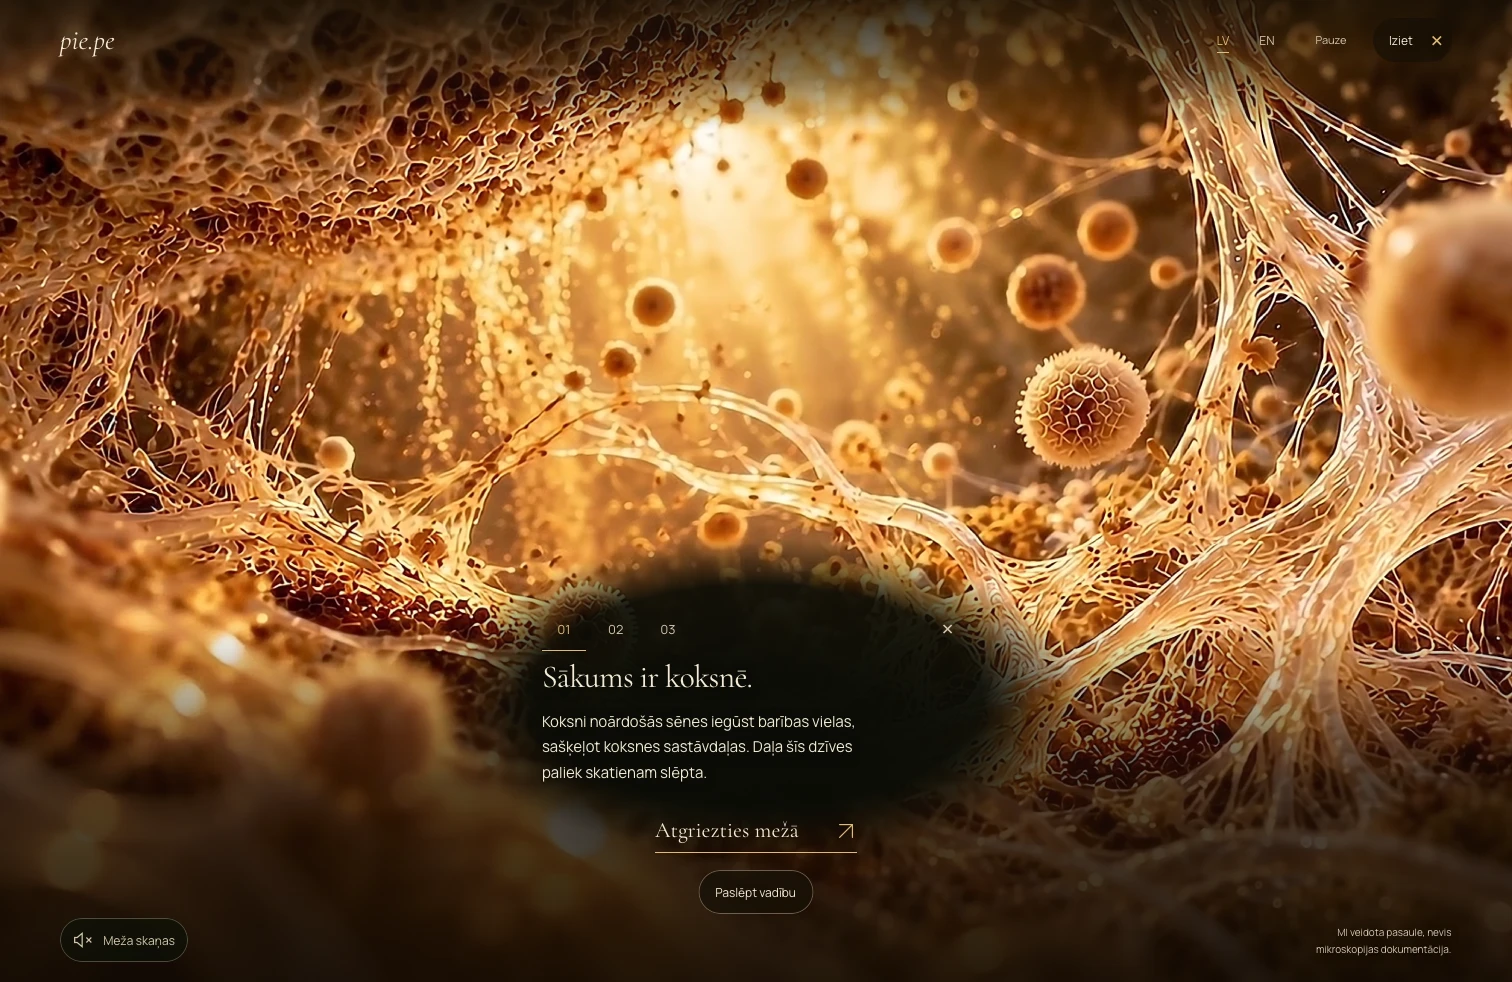 pie.pe
LV EN Pauze Iziet ✕
01 02 03 ✕
Sākums ir koksnē.
Koksni noārdošās sēnes iegūst barības vielas,
sašķeļot koksnes sastāvdaļas. Daļa šīs dzīves
paliek skatienam slēpta.
Atgriezties mežā
Paslēpt vadību
Meža skaņas
MI veidota pasaule, nevis
mikroskopijas dokumentācija.